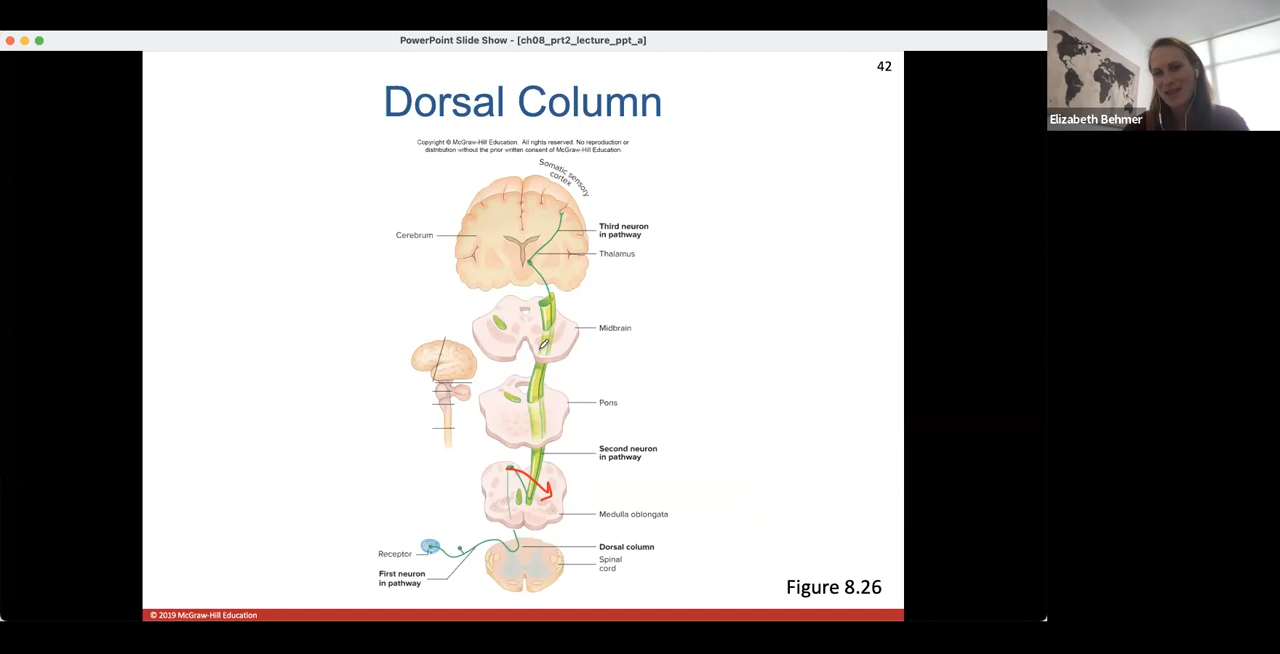 PowerPoint Slide Show - [ch08_prt2_lecture_ppt_a]
42
Elizabeth Behmer
Dorsal Column
Copyright © McGraw-Hill Education. All rights reserved. No reproduction or
distribution without the prior written consent of McGraw-Hill Education
Somatic sensory
cortex
Third neuron
in pathway
Cerebrum
Thalamus
Midbrain
Pons
Second neuron
in pathway
Medulla oblongata
Dorsal column
Receptor
Spinal
cord
First neuron
in pathway
Figure 8.26
© 2019 McGraw-Hill Education